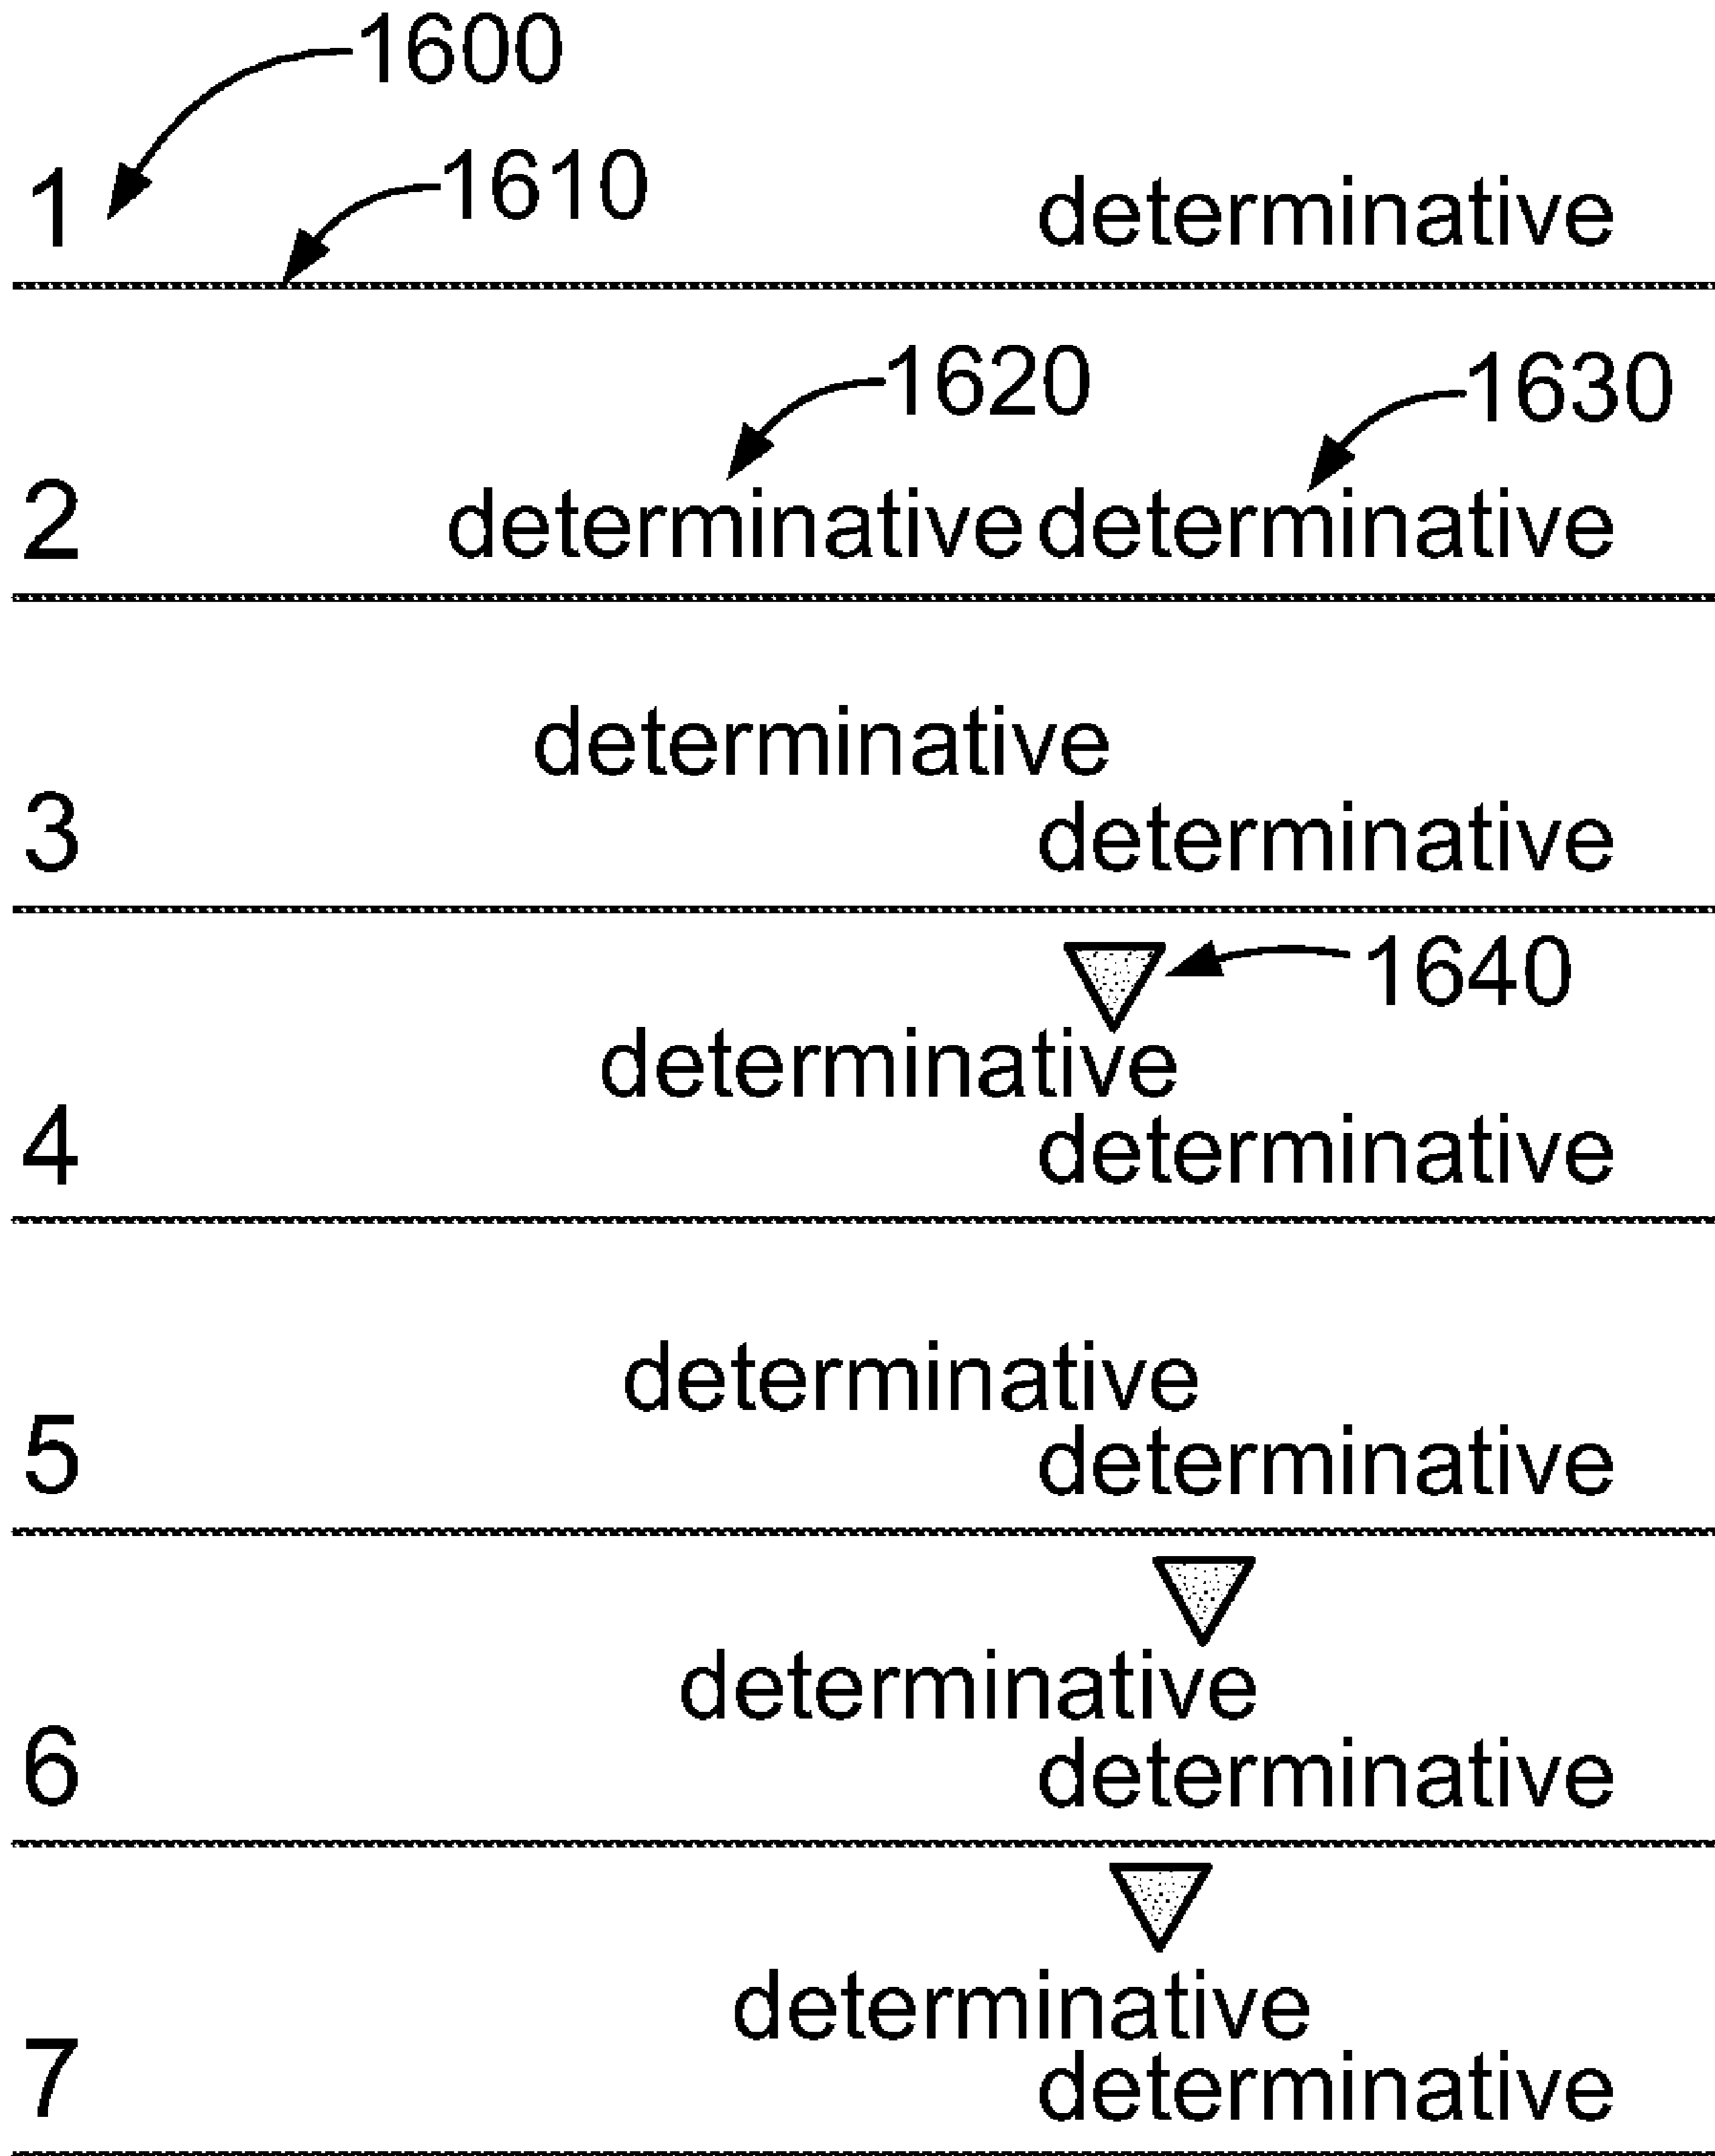 1600
1610
1 determinative
1620 1630
2 determinative determinative
determinative
3 determinative
1640
determinative
4 determinative
determinative
5 determinative
determinative
6 determinative
determinative
7 determinative